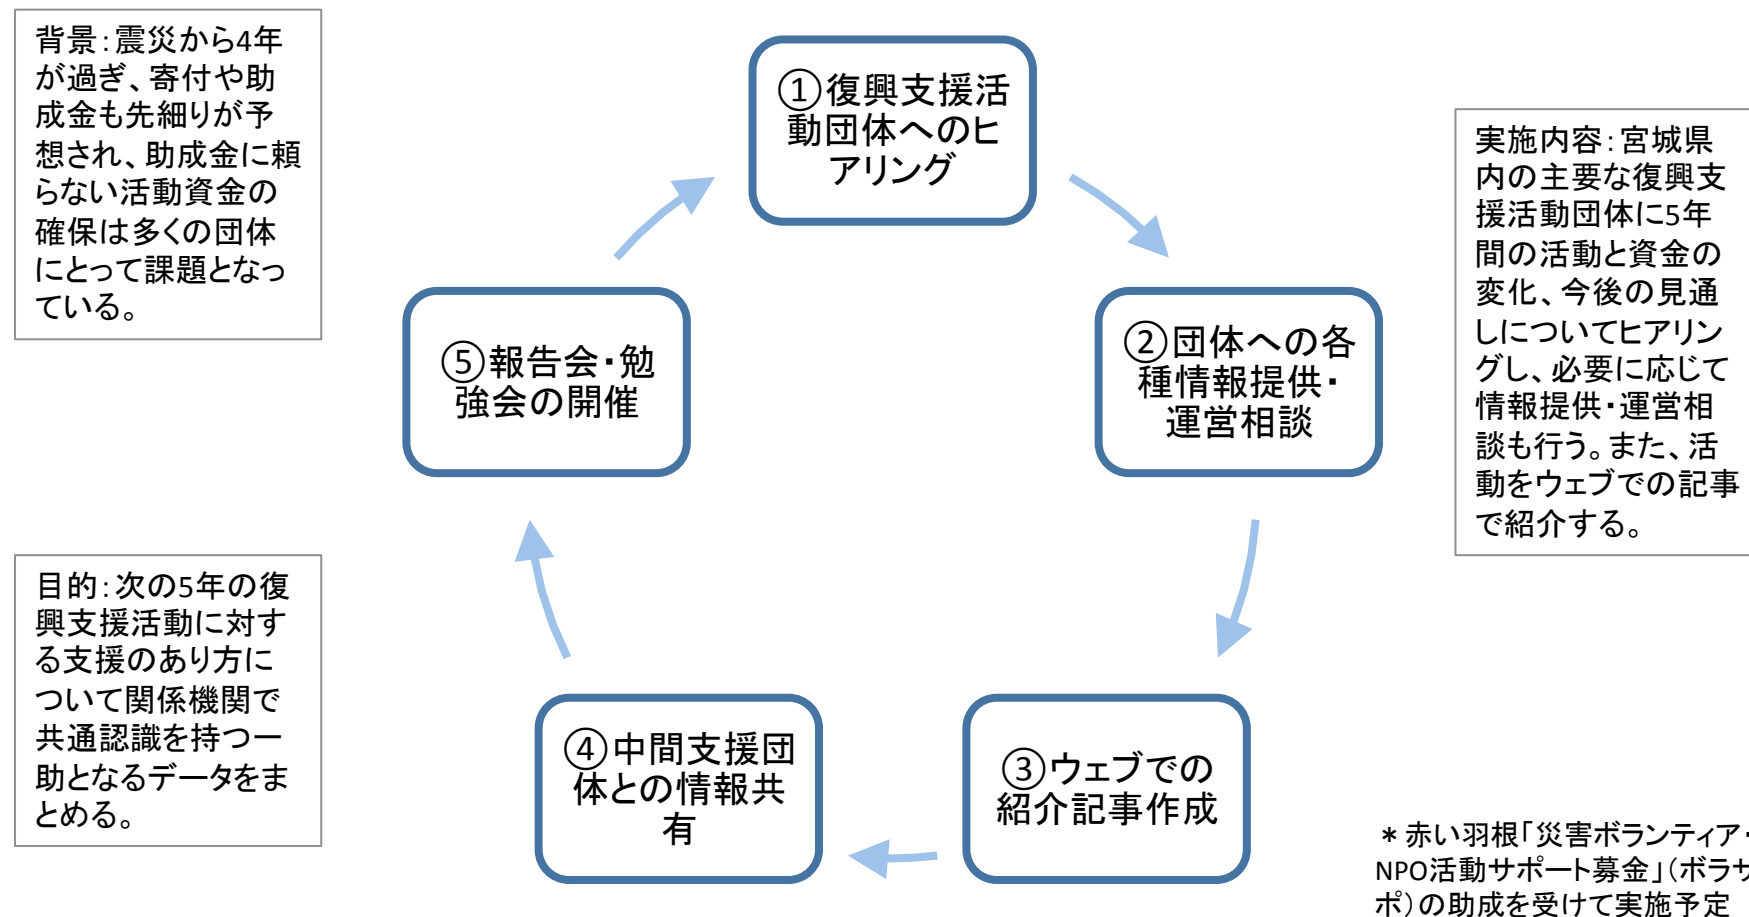 背景：震災から4年
が過ぎ、寄付や助
成金も先細りが予
想され、助成金に頼
らない活動資金の
確保は多くの団体
にとって課題となっ
ている。
①復興支援活
動団体へのヒ
アリング
実施内容：宮城県
内の主要な復興支
援活動団体に5年
間の活動と資金の
変化、今後の見通
しについてヒアリン
グし、必要に応じて
情報提供・運営相
談も行う。また、活
動をウェブでの記事
で紹介する。
②団体への各
種情報提供・
運営相談
⑤報告会・勉
強会の開催
目的：次の5年の復
興支援活動に対す
る支援のあり方に
ついて関係機関で
共通認識を持つ一
助となるデータをま
とめる。
④中間支援団
体との情報共
有
③ウェブでの
紹介記事作成
＊赤い羽根「災害ボランティア・
NPO活動サポート募金」（ボラサ
ポ）の助成を受けて実施予定